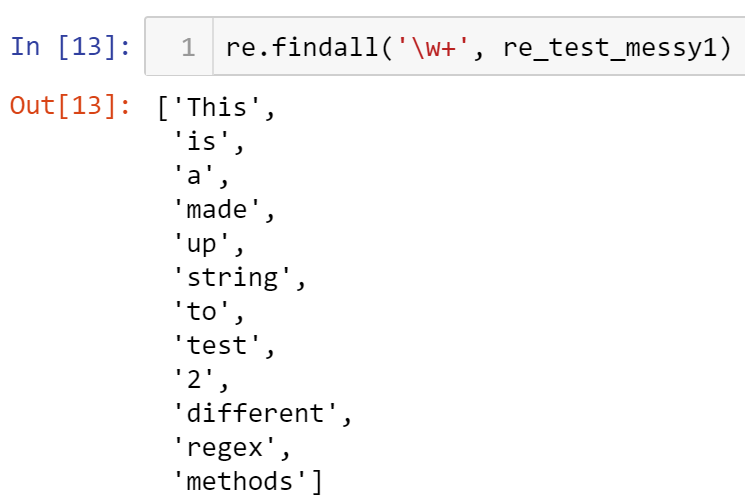 In [13]: 1 re.findall('\w+', re_test_messy1)
Out[13]: ['This',
'is',
'a',
'made',
'up',
'string',
'to',
'test',
'2',
'different',
'regex',
'methods']